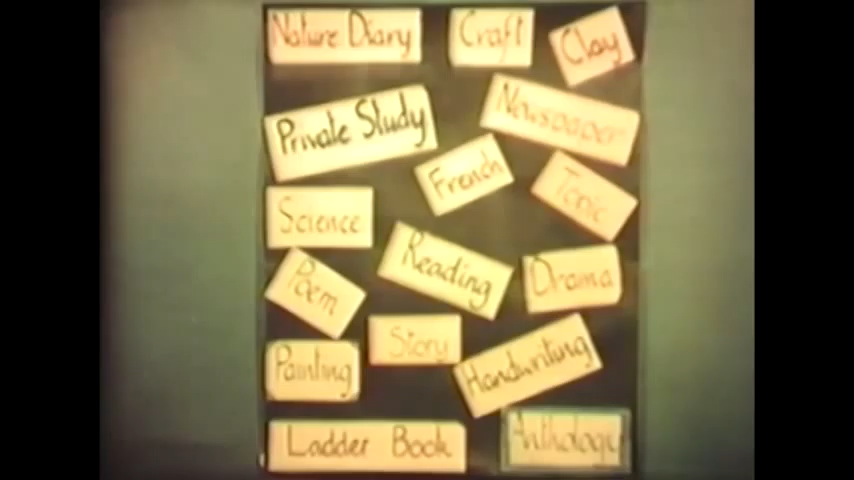 Nature Diary
Craft
Clay
Private Study
Newspaper
French
Topic
Science
Reading
Drama
Poem
Story
Painting
Handwriting
Ladder Book
Anthology